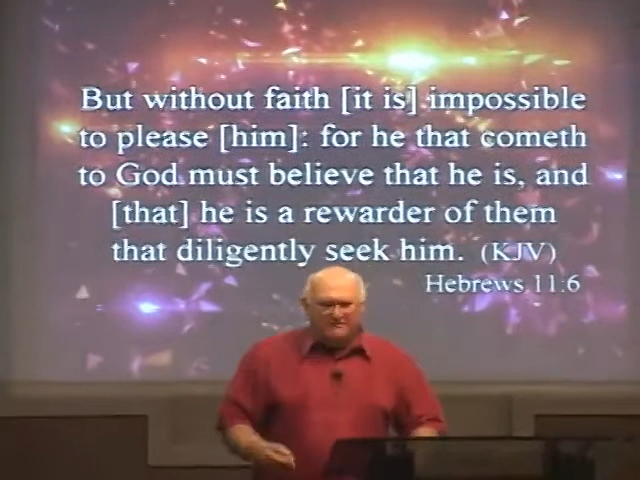 But without faith [it is] impossible
to please [him]: for he that cometh
to God must believe that he is, and
[that] he is a rewarder of them
that diligently seek him. (KJV)
Hebrews 11:6